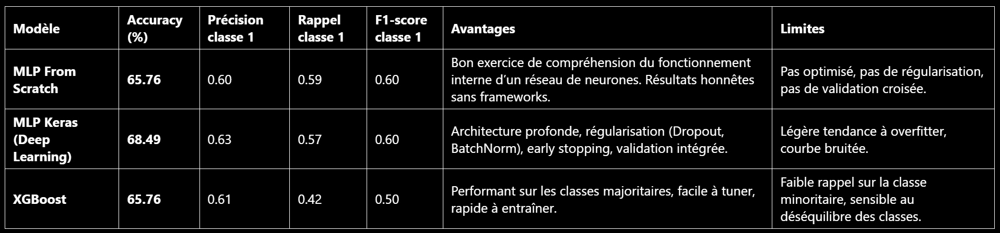 Modèle
Accuracy
(%)
Précision
classe 1
Rappel
classe 1
F1-score
classe 1
Avantages
Limites
MLP From
Scratch
65.76
0.60
0.59
0.60
Bon exercice de compréhension du fonctionnement
interne d’un réseau de neurones. Résultats honnêtes
sans frameworks.
Pas optimisé, pas de régularisation,
pas de validation croisée.
MLP Keras
(Deep
Learning)
68.49
0.63
0.57
0.60
Architecture profonde, régularisation (Dropout,
BatchNorm), early stopping, validation intégrée.
Légère tendance à overfitter,
courbe bruitée.
XGBoost
65.76
0.61
0.42
0.50
Performant sur les classes majoritaires, facile à tuner,
rapide à entraîner.
Faible rappel sur la classe
minoritaire, sensible au
déséquilibre des classes.